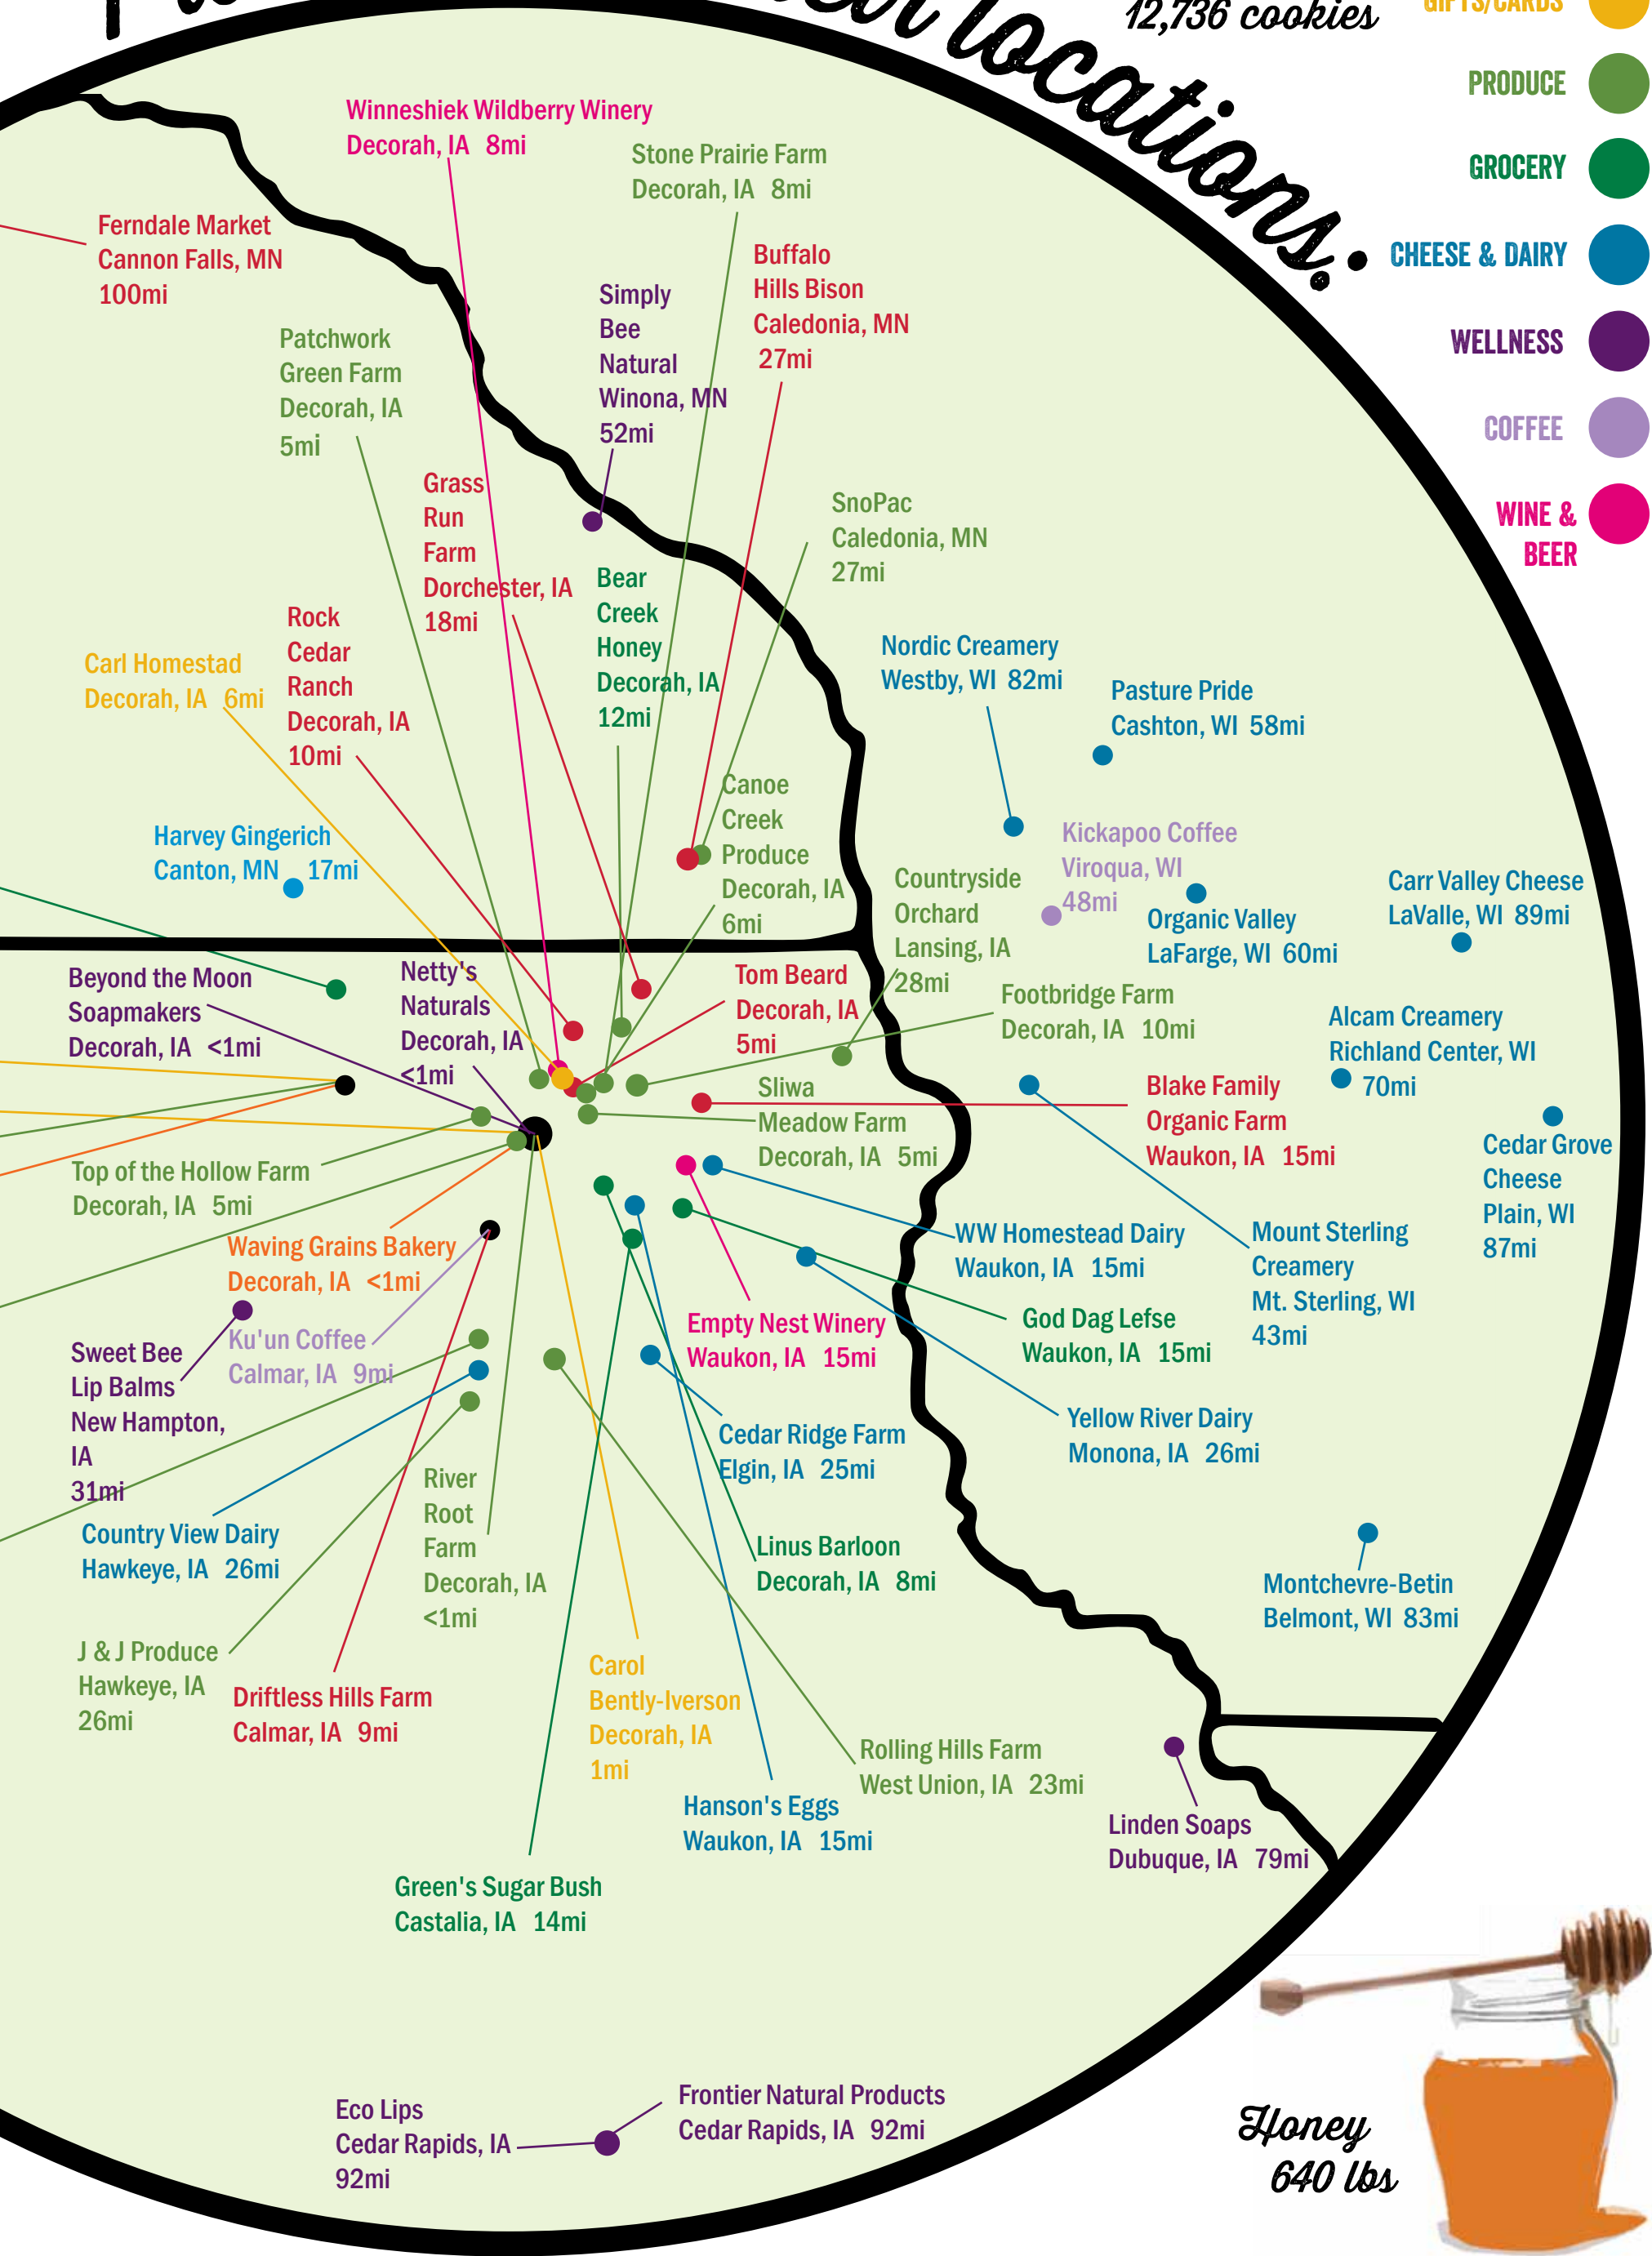 locations.
12,736 cookies
GIFTS/CARDS
PRODUCE
GROCERY
CHEESE & DAIRY
WELLNESS
COFFEE
WINE &
BEER
Winneshiek Wildberry Winery
Decorah, IA 8mi
Stone Prairie Farm
Decorah, IA 8mi
Ferndale Market
Cannon Falls, MN
100mi
Buffalo
Hills Bison
Caledonia, MN
27mi
Simply
Bee
Natural
Winona, MN
52mi
Patchwork
Green Farm
Decorah, IA
5mi
Grass
Run
Farm
Dorchester, IA
18mi
SnoPac
Caledonia, MN
27mi
Bear
Creek
Honey
Decorah, IA
12mi
Rock
Cedar
Ranch
Decorah, IA
10mi
Carl Homestad
Decorah, IA 6mi
Nordic Creamery
Westby, WI 82mi
Pasture Pride
Cashton, WI 58mi
Canoe
Creek
Produce
Decorah, IA
6mi
Harvey Gingerich
Canton, MN 17mi
Kickapoo Coffee
Viroqua, WI
48mi
Countryside
Orchard
Lansing, IA
28mi
Organic Valley
LaFarge, WI 60mi
Carr Valley Cheese
LaValle, WI 89mi
Beyond the Moon
Soapmakers
Decorah, IA <1mi
Netty's
Naturals
Decorah, IA
<1mi
Tom Beard
Decorah, IA
5mi
Footbridge Farm
Decorah, IA 10mi
Alcam Creamery
Richland Center, WI
70mi
Sliwa
Meadow Farm
Decorah, IA 5mi
Blake Family
Organic Farm
Waukon, IA 15mi
Cedar Grove
Cheese
Plain, WI
87mi
Top of the Hollow Farm
Decorah, IA 5mi
Waving Grains Bakery
Decorah, IA <1mi
WW Homestead Dairy
Waukon, IA 15mi
Mount Sterling
Creamery
Mt. Sterling, WI
43mi
Ku'un Coffee
Calmar, IA 9mi
Sweet Bee
Lip Balms
New Hampton,
IA
31mi
Empty Nest Winery
Waukon, IA 15mi
God Dag Lefse
Waukon, IA 15mi
Cedar Ridge Farm
Elgin, IA 25mi
Yellow River Dairy
Monona, IA 26mi
River
Root
Farm
Decorah, IA
<1mi
Country View Dairy
Hawkeye, IA 26mi
Linus Barloon
Decorah, IA 8mi
Montchevre-Betin
Belmont, WI 83mi
J & J Produce
Hawkeye, IA
26mi
Driftless Hills Farm
Calmar, IA 9mi
Carol
Bently-Iverson
Decorah, IA
1mi
Rolling Hills Farm
West Union, IA 23mi
Hanson's Eggs
Waukon, IA 15mi
Linden Soaps
Dubuque, IA 79mi
Green's Sugar Bush
Castalia, IA 14mi
Eco Lips
Cedar Rapids, IA
92mi
Frontier Natural Products
Cedar Rapids, IA 92mi
Honey
640 lbs